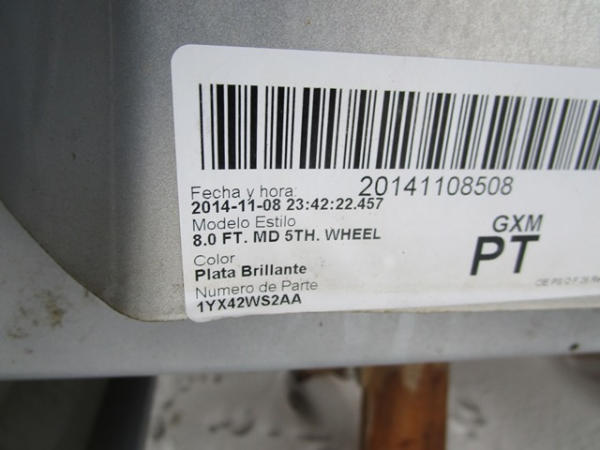 20141108508
Fecha y hora:
2014-11-08 23:42:22.457
Modelo Estilo
8.0 FT. MD 5TH. WHEEL
GXM
PT
Color
Plata Brillante
Numero de Parte
1YX42WS2AA